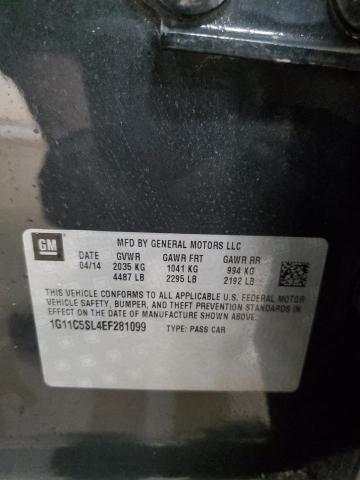 GM
MFD BY GENERAL MOTORS LLC
DATE GVWR GAWR FRT GAWR RR
04/14 2035 KG 1041 KG 994 KG
4487 LB 2295 LB 2192 LB
THIS VEHICLE CONFORMS TO ALL APPLICABLE U.S. FEDERAL MOTOR
VEHICLE SAFETY, BUMPER, AND THEFT PREVENTION STANDARDS IN
EFFECT ON THE DATE OF MANUFACTURE SHOWN ABOVE.
1G11C5SL4EF281099 TYPE: PASS CAR